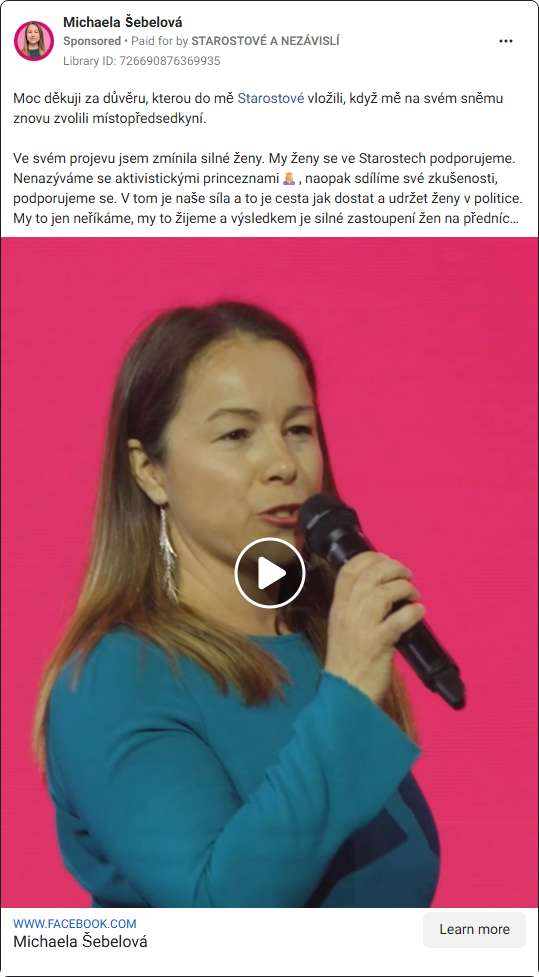 Michaela Šebelová
Sponsored • Paid for by STAROSTOVÉ A NEZÁVISLÍ
Library ID: 726690876369935
Moc děkuji za důvěru, kterou do mě Starostové vložili, když mě na svém sněmu
znovu zvolili místopředsedkyní.
Ve svém projevu jsem zmínila silné ženy. My ženy se ve Starostech podporujeme.
Nenazýváme se aktivistickými princeznami🤷🏼‍♀️, naopak sdílíme své zkušenosti,
podporujeme se. V tom je naše síla a to je cesta jak dostat a udržet ženy v politice.
My to jen neříkáme, my to žijeme a výsledkem je silné zastoupení žen na předníc...
WWW.FACEBOOK.COM
Michaela Šebelová
Learn more